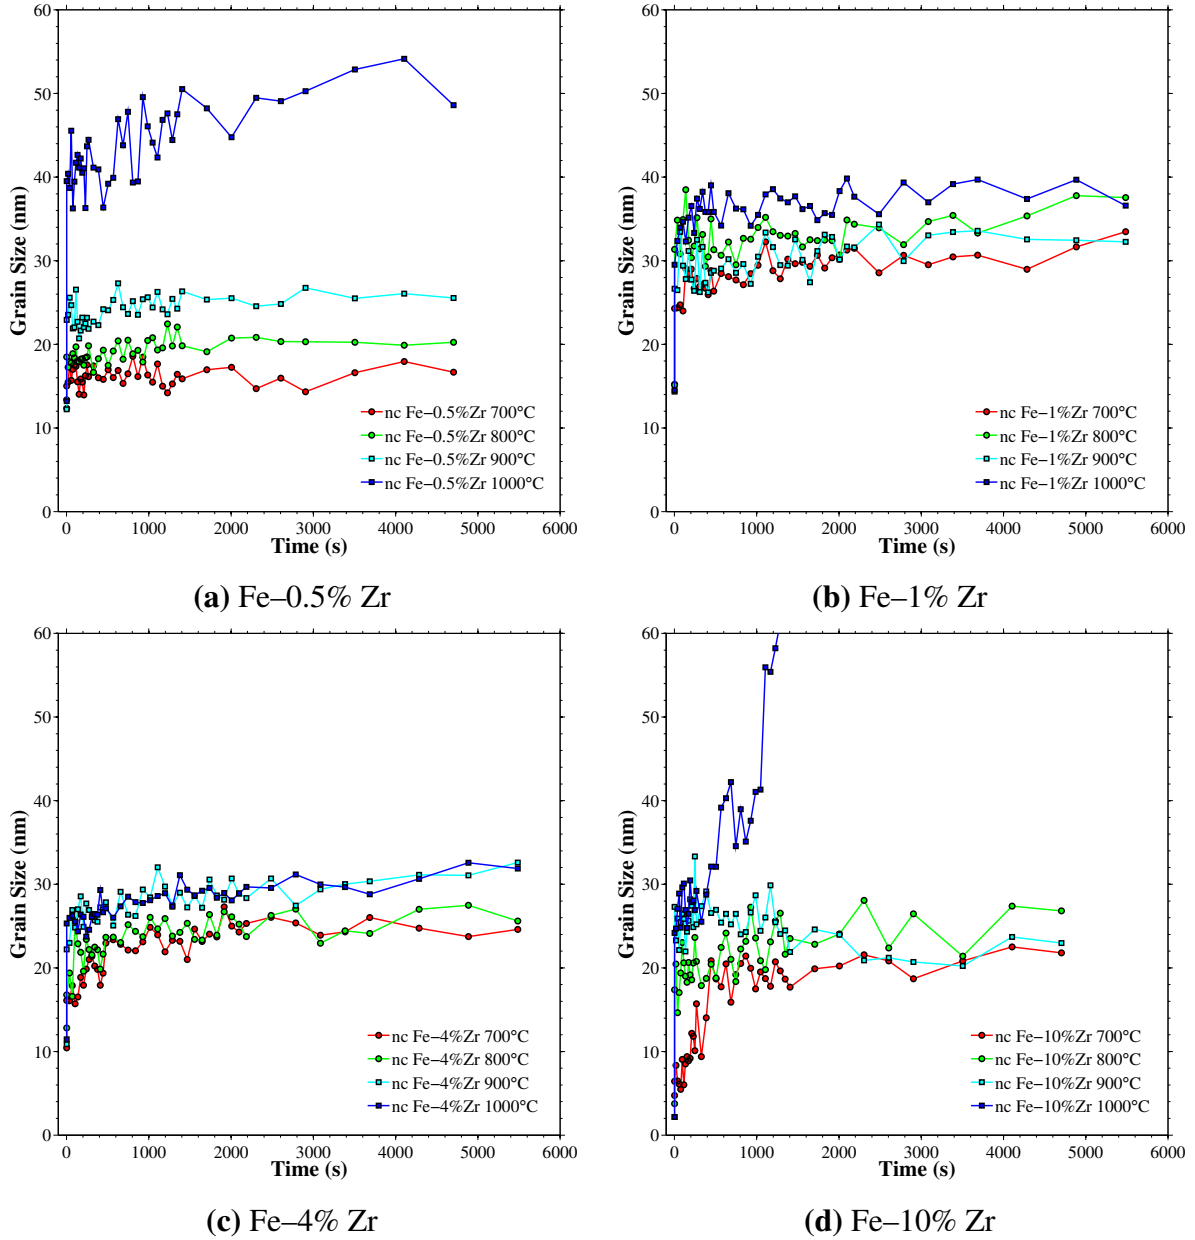 60
50
40
30
20
10
0
Grain Size (nm)
nc Fe–0.5%Zr 700°C
nc Fe–0.5%Zr 800°C
nc Fe–0.5%Zr 900°C
nc Fe–0.5%Zr 1000°C
0 1000 2000 3000 4000 5000 6000
Time (s)
(a) Fe–0.5% Zr
60
50
40
30
20
10
0
Grain Size (nm)
nc Fe–1%Zr 700°C
nc Fe–1%Zr 800°C
nc Fe–1%Zr 900°C
nc Fe–1%Zr 1000°C
0 1000 2000 3000 4000 5000 6000
Time (s)
(b) Fe–1% Zr
60
50
40
30
20
10
0
Grain Size (nm)
nc Fe–4%Zr 700°C
nc Fe–4%Zr 800°C
nc Fe–4%Zr 900°C
nc Fe–4%Zr 1000°C
0 1000 2000 3000 4000 5000 6000
Time (s)
(c) Fe–4% Zr
60
50
40
30
20
10
0
Grain Size (nm)
nc Fe–10%Zr 700°C
nc Fe–10%Zr 800°C
nc Fe–10%Zr 900°C
nc Fe–10%Zr 1000°C
0 1000 2000 3000 4000 5000 6000
Time (s)
(d) Fe–10% Zr